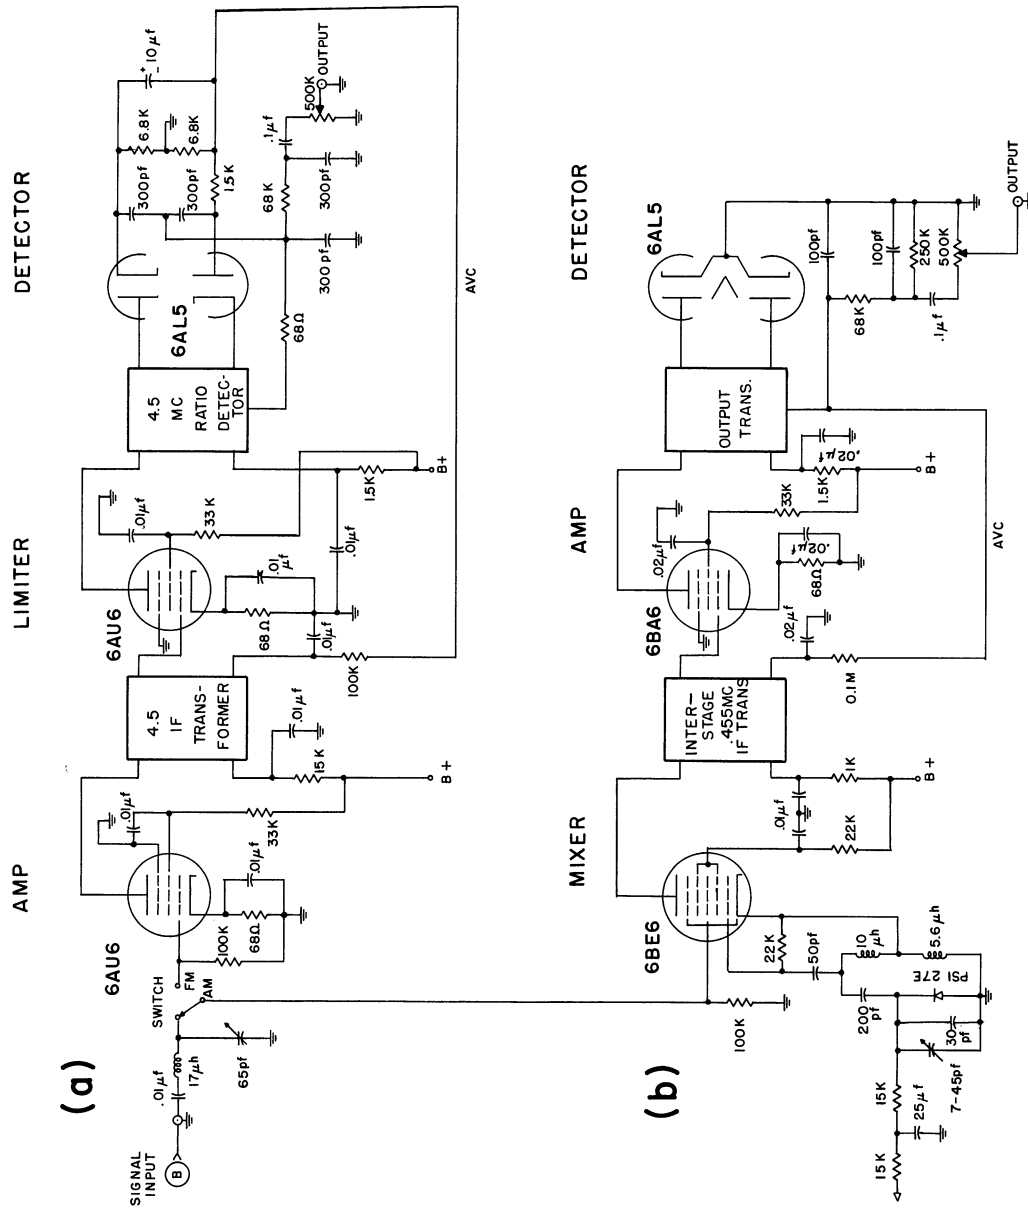 DETECTOR
LIMITER
AMP
(a)
SIGNAL
INPUT
B
.01µf
17µh
65pf
SWITCH
FM
AM
6AU6
100K
68Ω
.01µf
.01µf
33K
15K
.01µf
B+
4.5
IF
TRANS-
FORMER
100K
.01µf
6AU6
68Ω
.01
µf
.01µf
33K
.01µf
1.5K
B+
4.5
MC
RATIO
DETEC-
TOR
6AL5
68Ω
300pf
300pf
300pf
68K
300pf
1.5K
6.8K
6.8K
+
-
10µf
.1µf
500K
OUTPUT
AVC
DETECTOR
AMP
MIXER
(b)
15K
25µf
15K
7-45pf
30
pf
200
pf
PSI 27E
10
µh
5.6µh
50pf
22K
100K
6BE6
.01µf
22K
1K
B+
INTER-
STAGE
.455MC
IF TRANS
0.1M
.02µf
6BA6
68Ω
.02µf
.02µf
33K
1.5K
.02µf
B+
OUTPUT
TRANS.
6AL5
100pf
68K
100pf
250K
500K
.1µf
OUTPUT
AVC